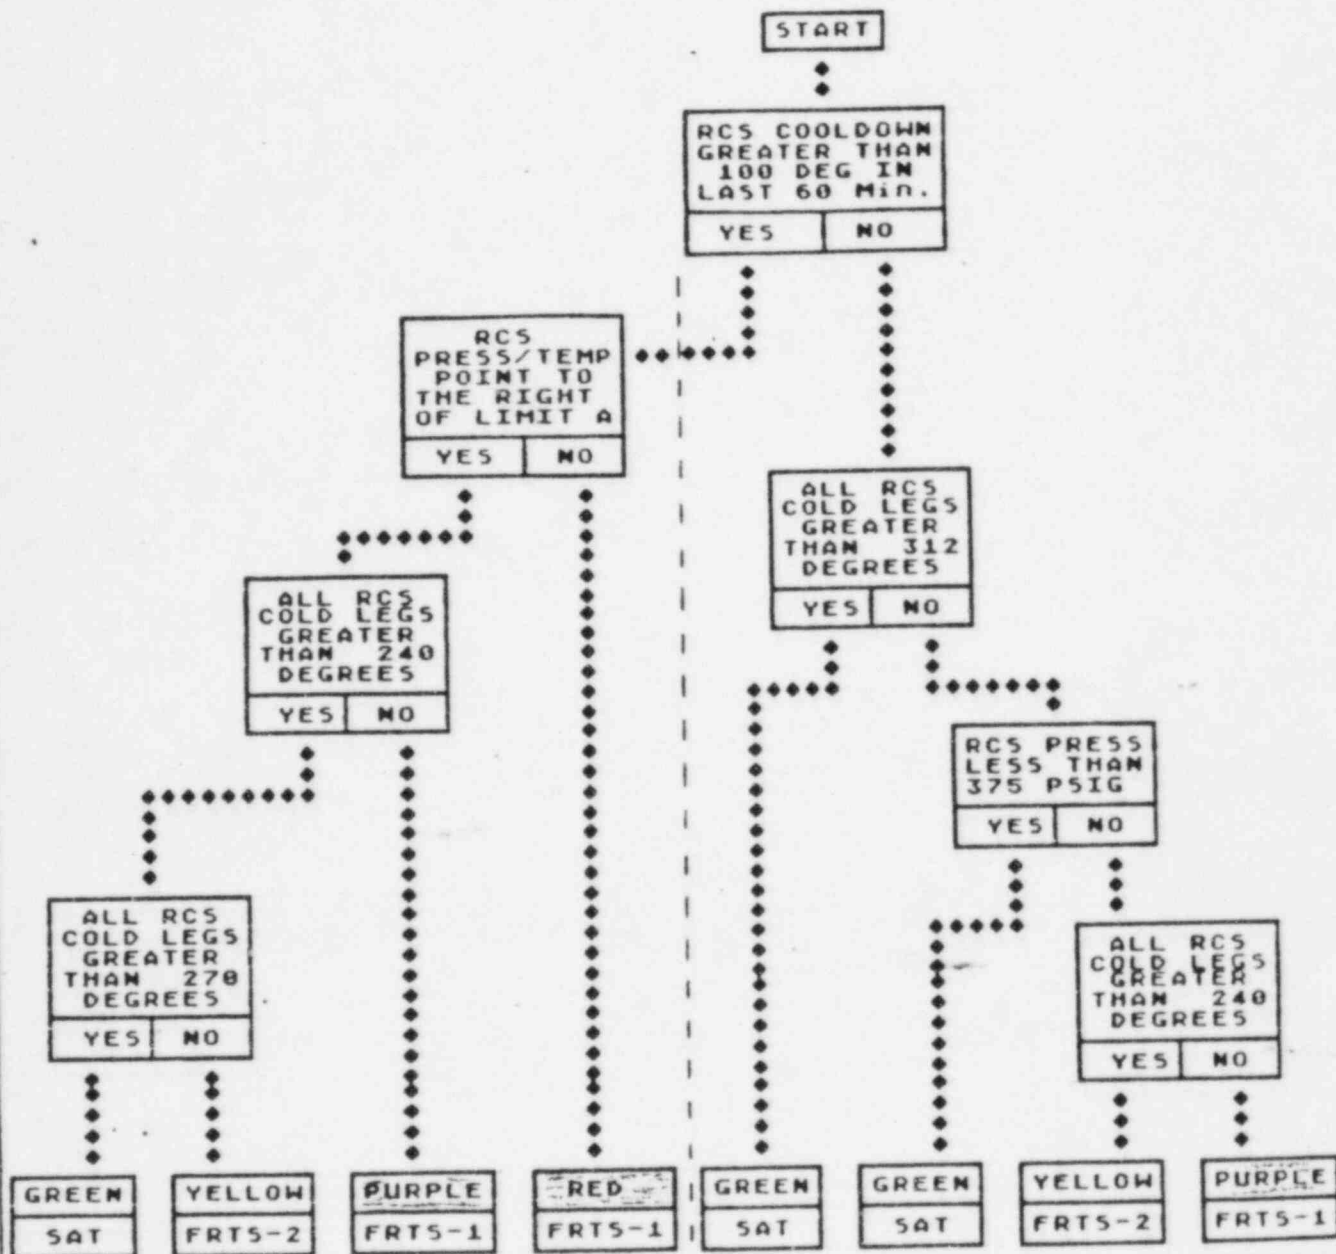 START
RCS COOLDOWN
GREATER THAN
100 DEG IN
LAST 60 Min.
YES NO
RCS
PRESS/TEMP
POINT TO
THE RIGHT
OF LIMIT A
YES NO
ALL RCS
COLD LEGS
GREATER
THAN 312
DEGREES
YES NO
ALL RCS
COLD LEGS
GREATER
THAN 240
DEGREES
YES NO
RCS PRESS
LESS THAN
375 PSIG
YES NO
ALL RCS
COLD LEGS
GREATER
THAN 270
DEGREES
YES NO
ALL RCS
COLD LEGS
GREATER
THAN 240
DEGREES
YES NO
GREEN
SAT
YELLOW
FRTS-2
PURPLE
FRTS-1
RED
FRTS-1
GREEN
SAT
GREEN
SAT
YELLOW
FRTS-2
PURPLE
FRTS-1